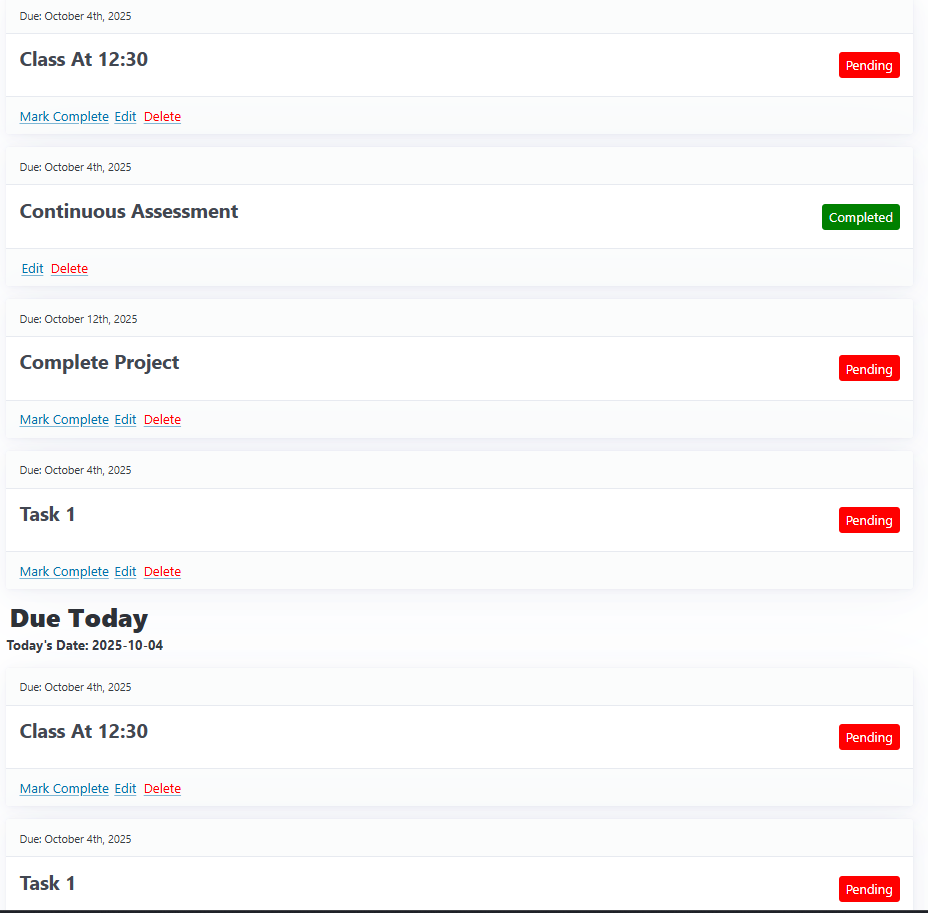 Due: October 4th, 2025
Class At 12:30
Pending
Mark Complete Edit Delete
Due: October 4th, 2025
Continuous Assessment
Completed
Edit Delete
Due: October 12th, 2025
Complete Project
Pending
Mark Complete Edit Delete
Due: October 4th, 2025
Task 1
Pending
Mark Complete Edit Delete
Due Today
Today's Date: 2025-10-04
Due: October 4th, 2025
Class At 12:30
Pending
Mark Complete Edit Delete
Due: October 4th, 2025
Task 1
Pending